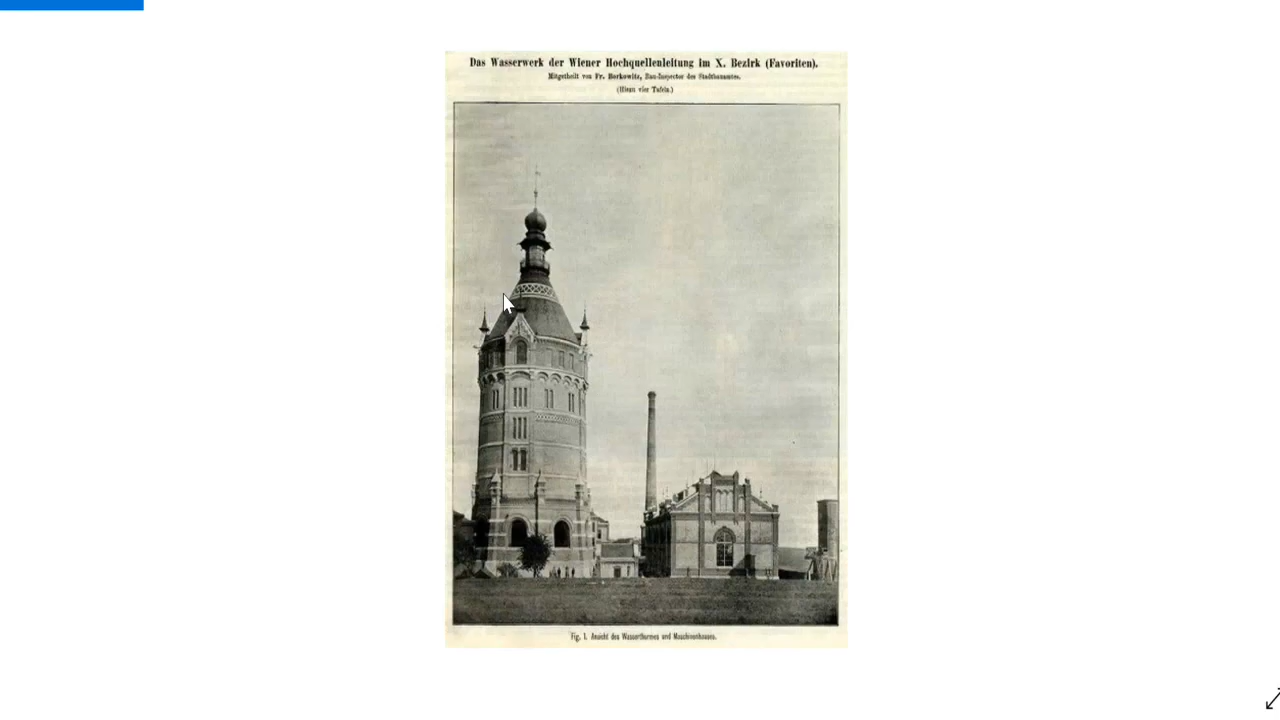 Das Wasserwerk der Wiener Hochquellenleitung im X. Bezirk (Favoriten).
Mitgetheilt von Fr. Borkowitz, Bau-Inspector des Stadtbauamtes.
(Hiezu vier Tafeln.)
Fig. 1. Ansicht des Wasserthurmes und Maschinenhauses.